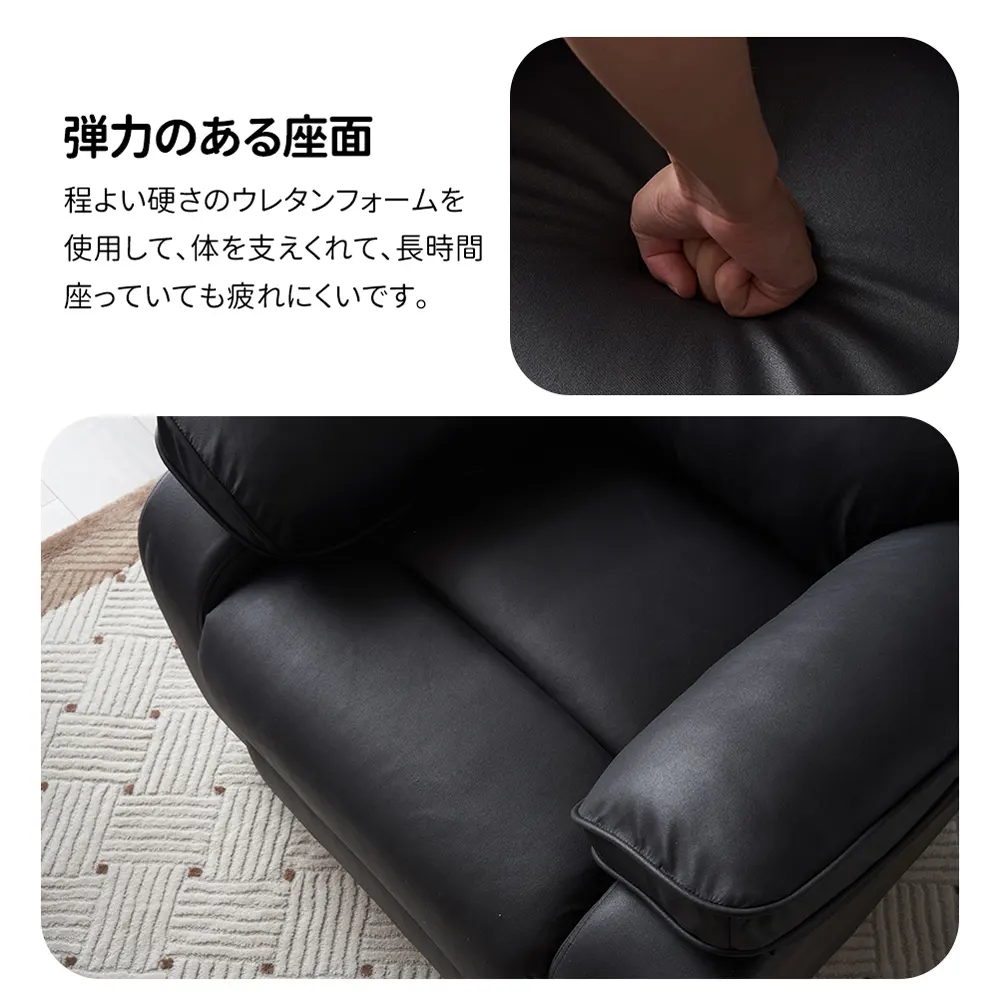 弾力のある座面
程よい硬さのウレタンフォームを
使用して、体を支えくれて、長時間
座っていても疲れにくいです。